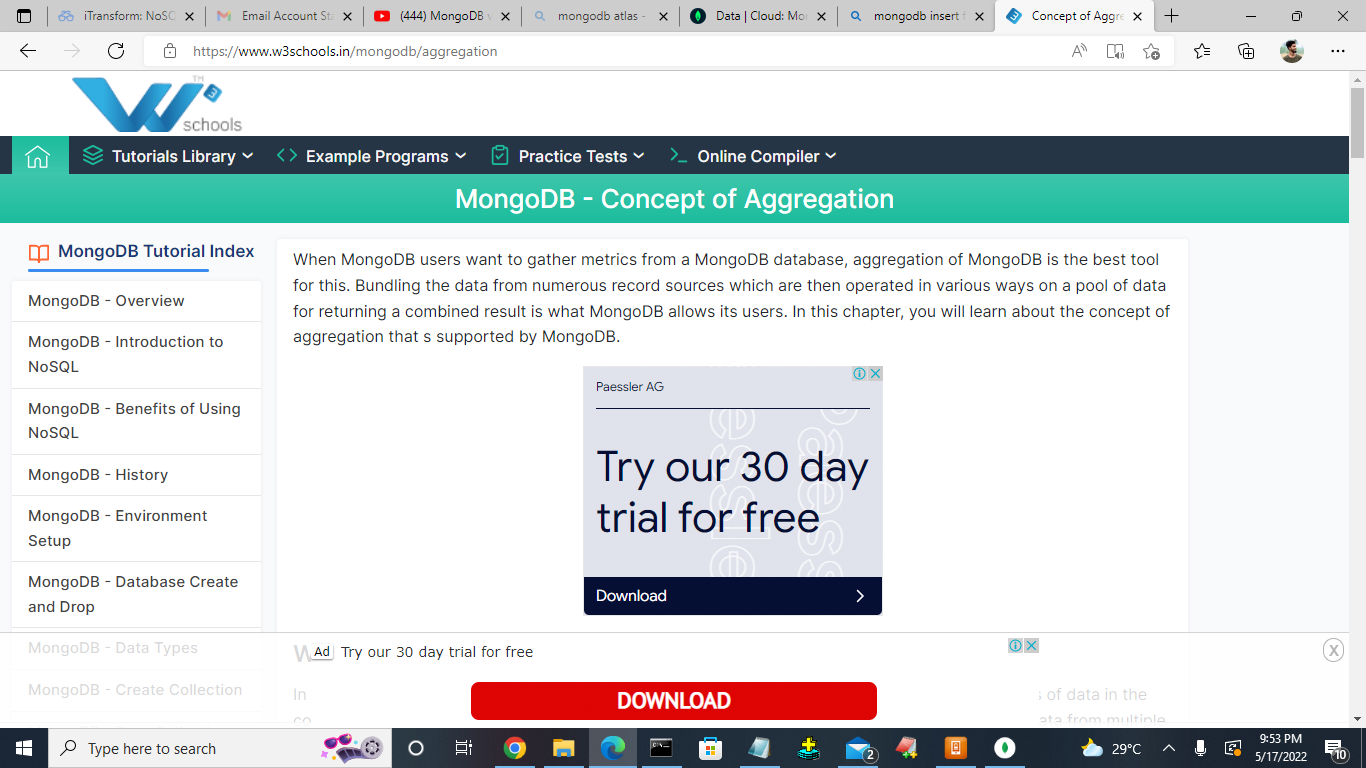 iTransform: NoSQ
Email Account Sta
(444) MongoDB v
mongodb atlas -
Data | Cloud: Mon
mongodb insert f
Concept of Aggre
https://www.w3schools.in/mongodb/aggregation
TM
W3
schools
Tutorials Library
Example Programs
Practice Tests
Online Compiler
MongoDB - Concept of Aggregation
MongoDB Tutorial Index
MongoDB - Overview
MongoDB - Introduction to
NoSQL
MongoDB - Benefits of Using
NoSQL
MongoDB - History
MongoDB - Environment
Setup
MongoDB - Database Create
and Drop
MongoDB - Data Types
MongoDB - Create Collection
When MongoDB users want to gather metrics from a MongoDB database, aggregation of MongoDB is the best tool
for this. Bundling the data from numerous record sources which are then operated in various ways on a pool of data
for returning a combined result is what MongoDB allows its users. In this chapter, you will learn about the concept of
aggregation that s supported by MongoDB.
Paessler AG
Try our 30 day
trial for free
Download
W
Ad Try our 30 day trial for free
In
s of data in the
DOWNLOAD
co
ata from multiple
X
Type here to search
2
29°C
9:53 PM
5/17/2022
10